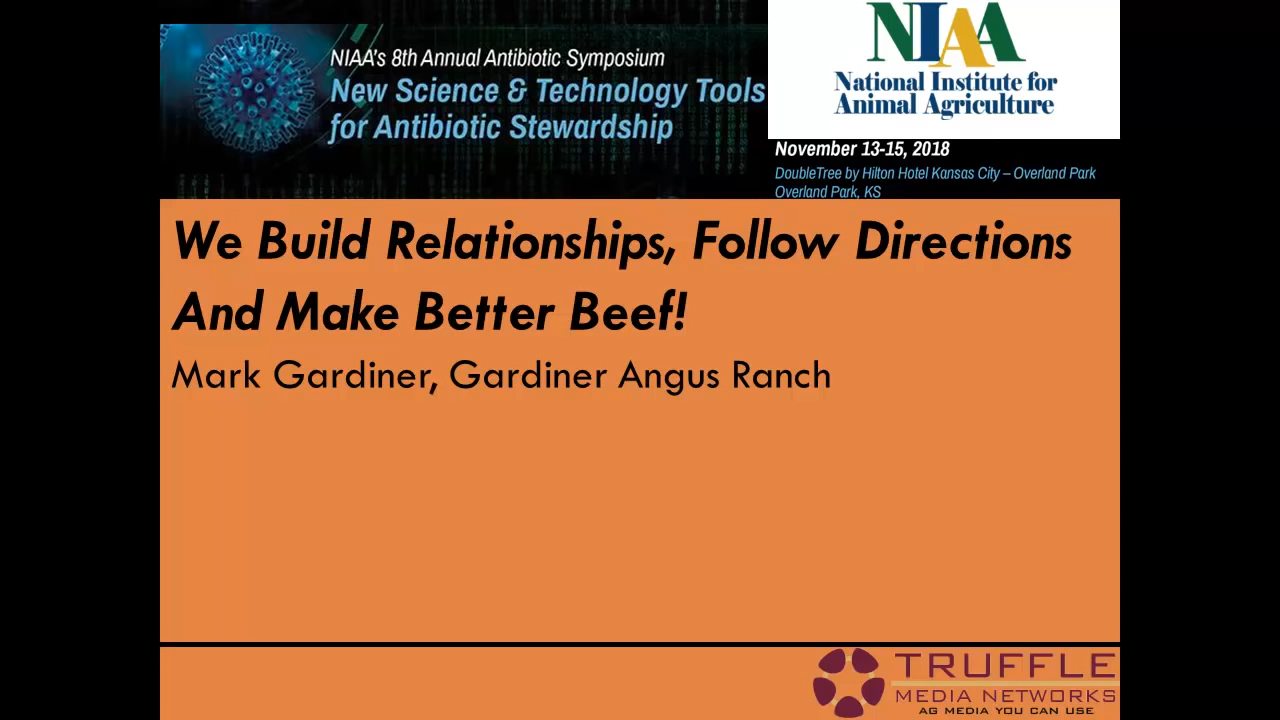 NIAA's 8th Annual Antibiotic Symposium
New Science & Technology Tools
for Antibiotic Stewardship
NIAA
National Institute for
Animal Agriculture
November 13-15, 2018
DoubleTree by Hilton Hotel Kansas City – Overland Park
Overland Park, KS
We Build Relationships, Follow Directions
And Make Better Beef!
Mark Gardiner, Gardiner Angus Ranch
TRUFFLE
MEDIA NETWORKS
AG MEDIA YOU CAN USE